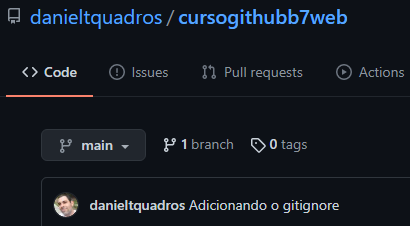 danieltquadros / cursogithubb7web
Code Issues Pull requests Actions
main 1 branch 0 tags
danieltquadros Adicionando o gitignore